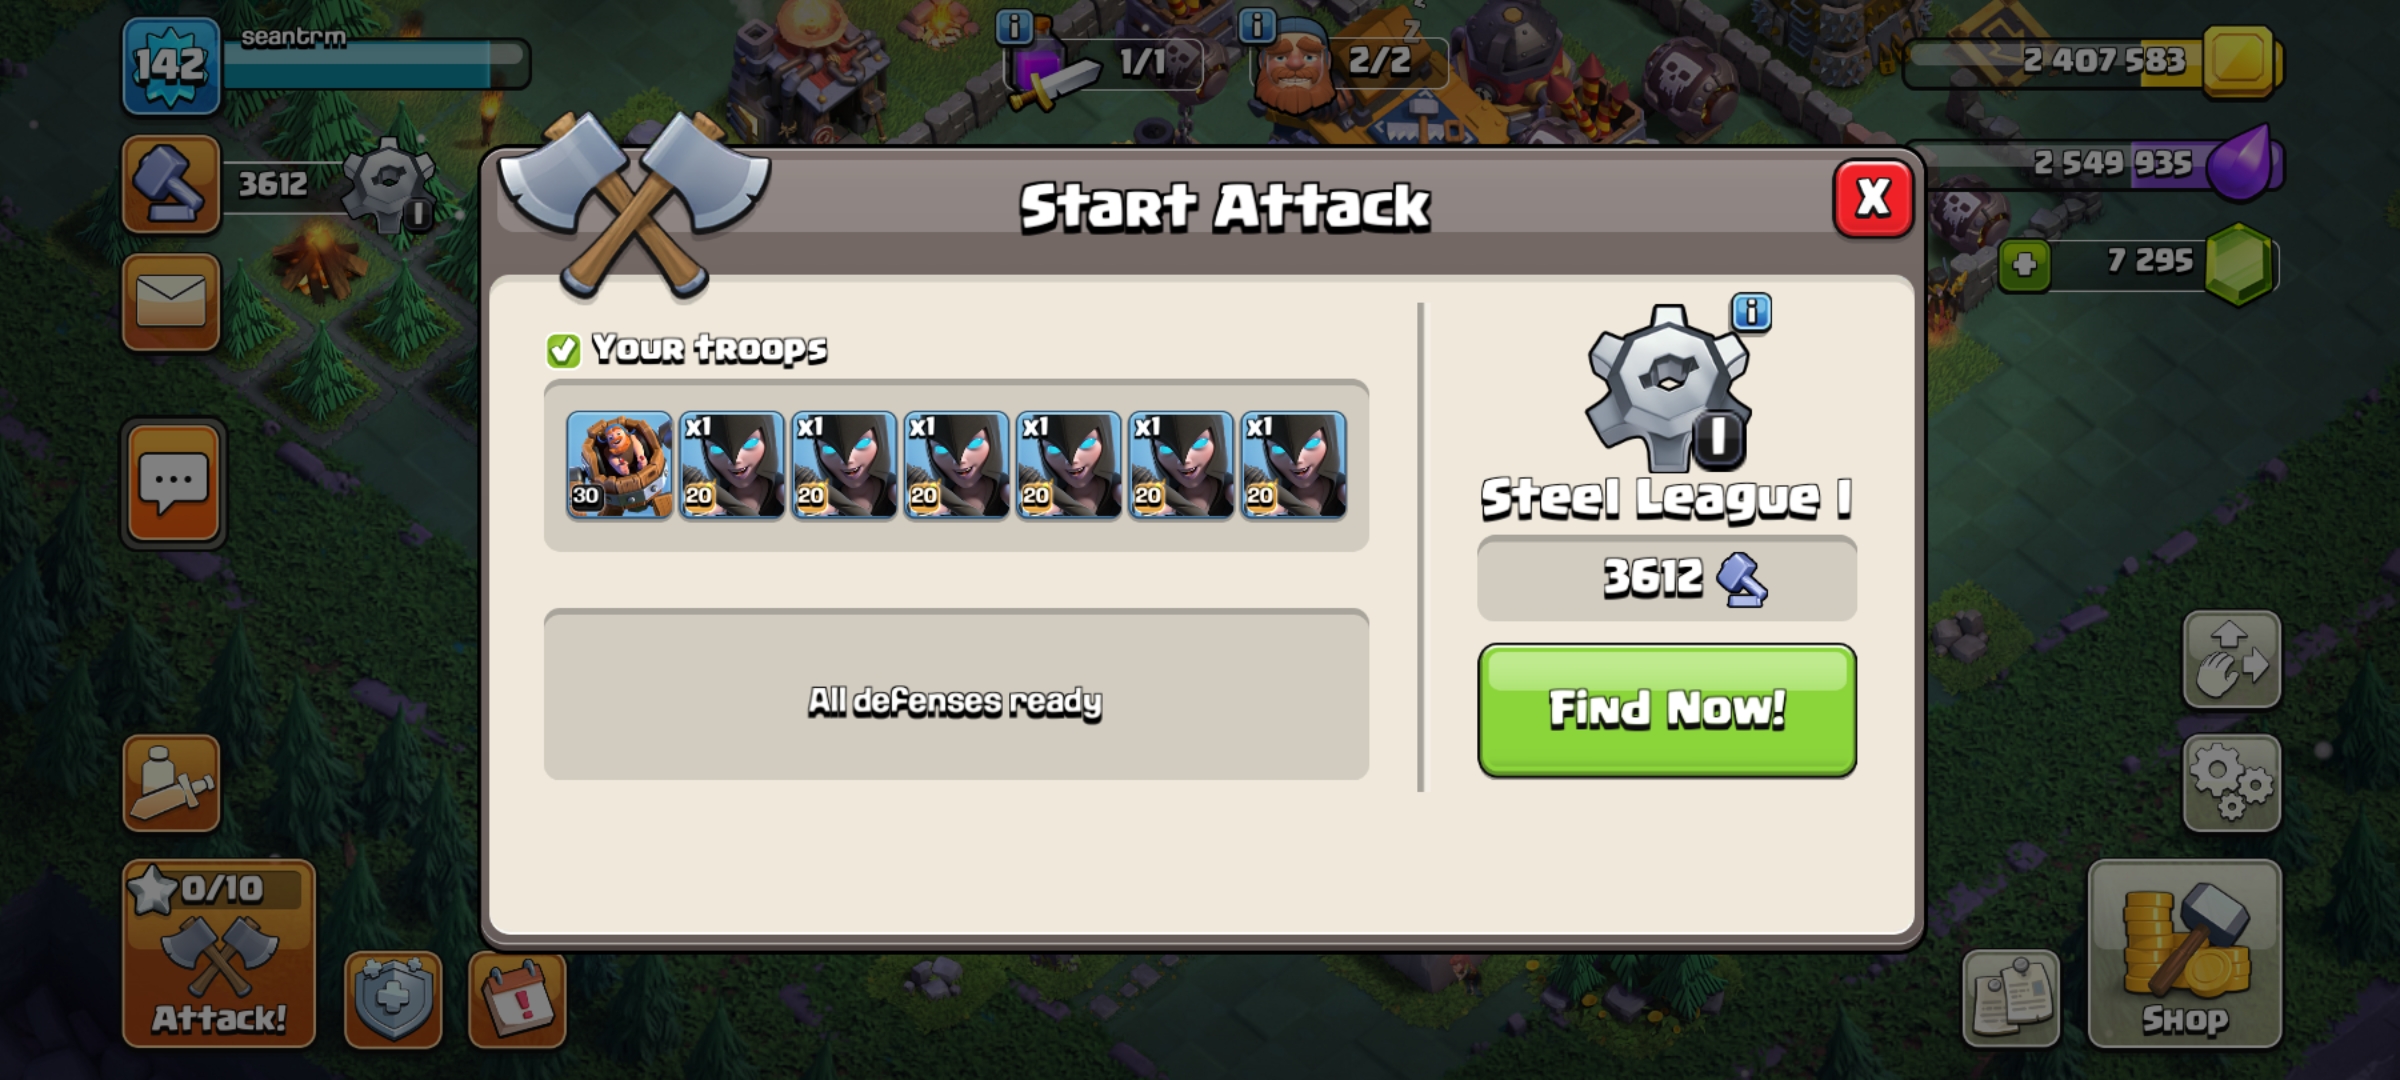 142
seantrm
1/1
2/2
2 407 583
3612
I
2 549 935
7 295
Start Attack
X
Your troops
30
x1
20
x1
20
x1
20
x1
20
x1
20
x1
20
I
Steel League I
3612
All defenses ready
Find Now!
0/10
Attack!
Shop